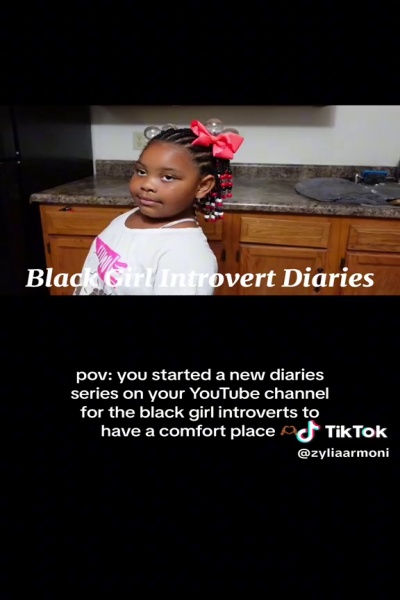 Black Girl Introvert Diaries
pov: you started a new diaries
series on your YouTube channel
for the black girl introverts to
have a comfort place 🫶🏾
TikTok
@zyliaarmoni